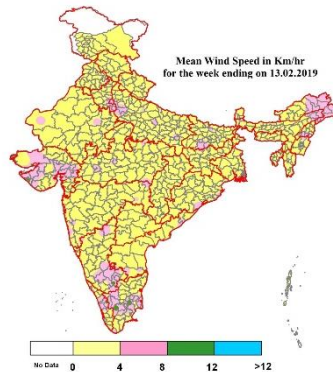 Mean Wind Speed in Km/hr
for the week ending on 13.02.2019
No Data 0 4 8 12 >12